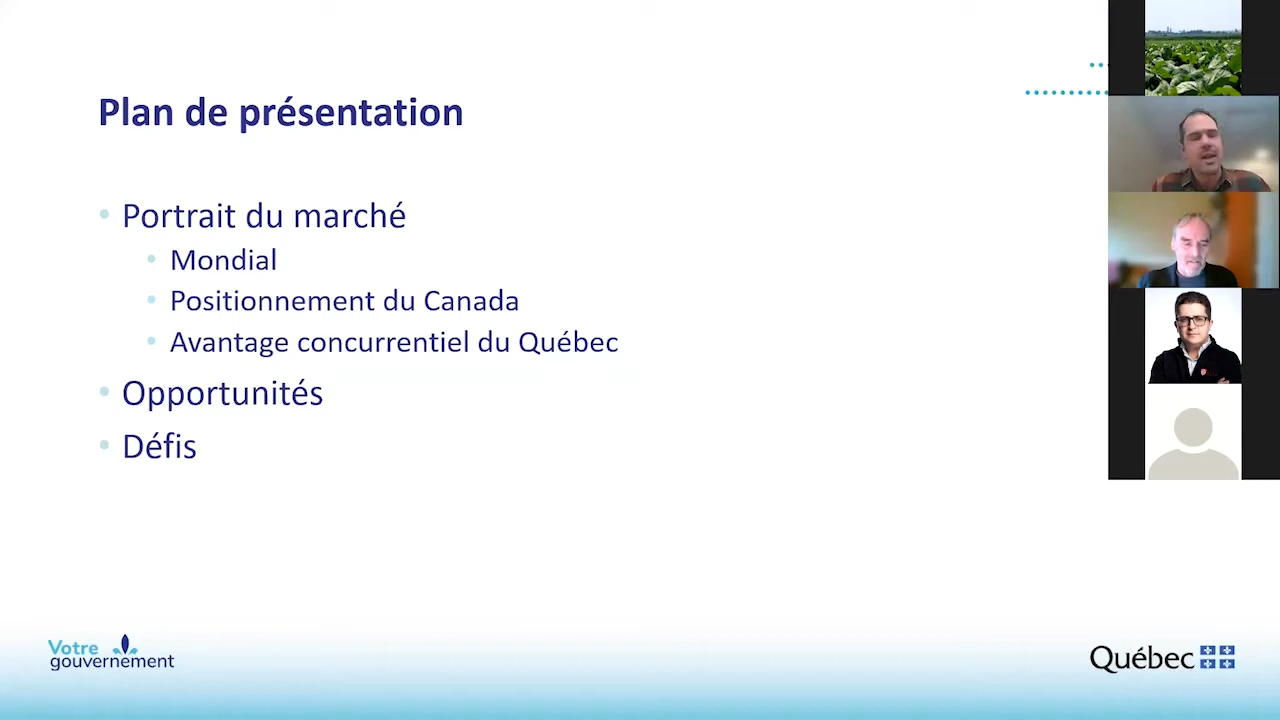 Plan de présentation
Portrait du marché
Mondial
Positionnement du Canada
Avantage concurrentiel du Québec
Opportunités
Défis
Votre
gouvernement
Québec